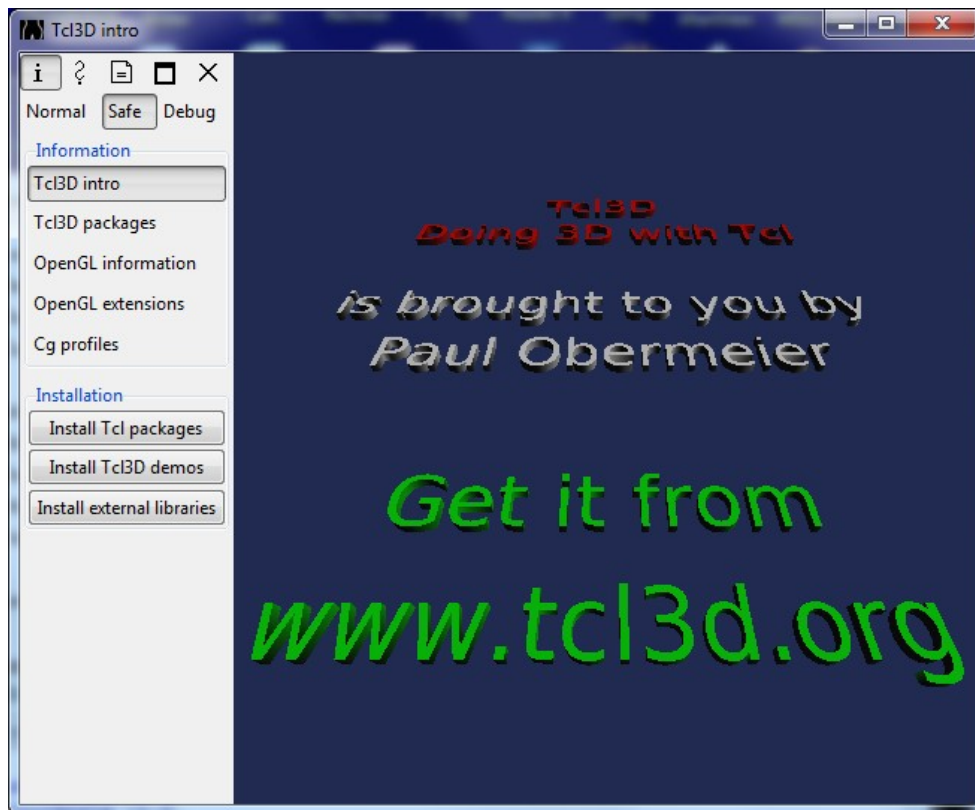 Tcl3D intro
i ?
Normal Safe Debug
Information
Tcl3D intro
Tcl3D packages
OpenGL information
OpenGL extensions
Cg profiles
Installation
Install Tcl packages
Install Tcl3D demos
Install external libraries
Tcl3D
Doing 3D with Tcl
is brought to you by
Paul Obermeier
Get it from
www.tcl3d.org